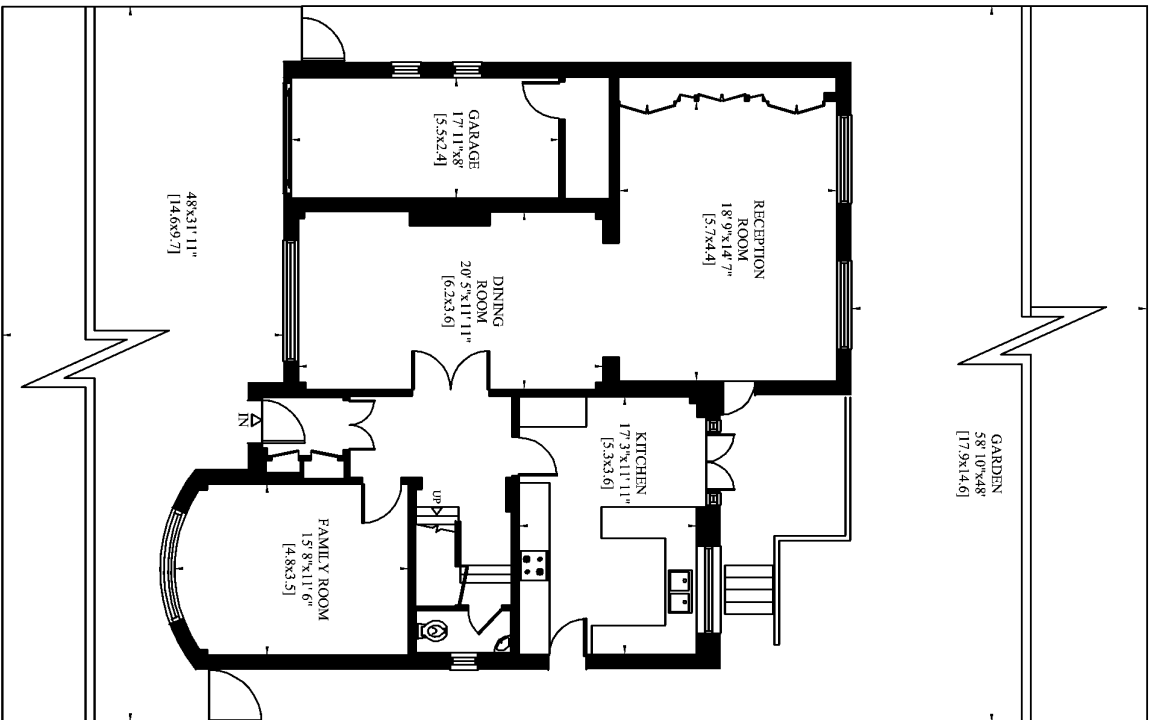 GARAGE
17' 11"x8'
[5.5x2.4]
RECEPTION
ROOM
18' 9"x14' 7"
[5.7x4.4]
48'x31' 11"
[14.6x9.7]
DINING
ROOM
20' 5"x11' 11"
[6.2x3.6]
IN
KITCHEN
17' 3"x11' 11"
[5.3x3.6]
GARDEN
58' 10"x48'
[17.9x14.6]
UP
FAMILY ROOM
15' 8"x11' 6"
[4.8x3.5]